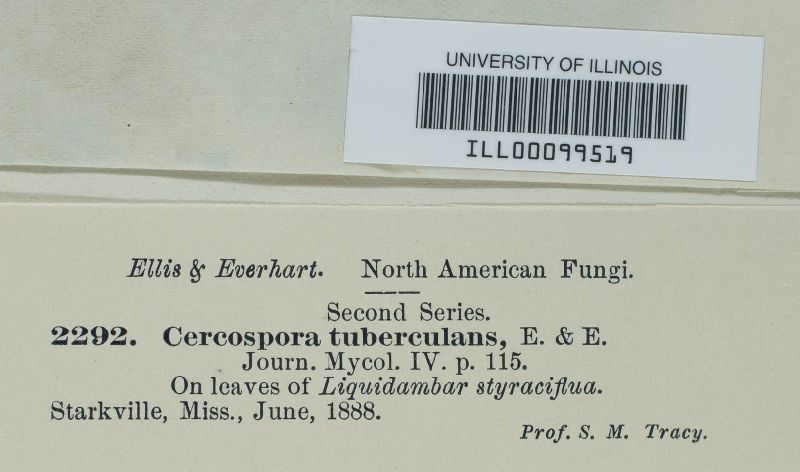 UNIVERSITY OF ILLINOIS
ILL00099519
Ellis & Everhart. North American Fungi.
Second Series.
2292. Cercospora tuberculans, E. & E.
Journ. Mycol. IV. p. 115.
On leaves of Liquidambar styraciflua.
Starkville, Miss., June, 1888.
Prof. S. M. Tracy.